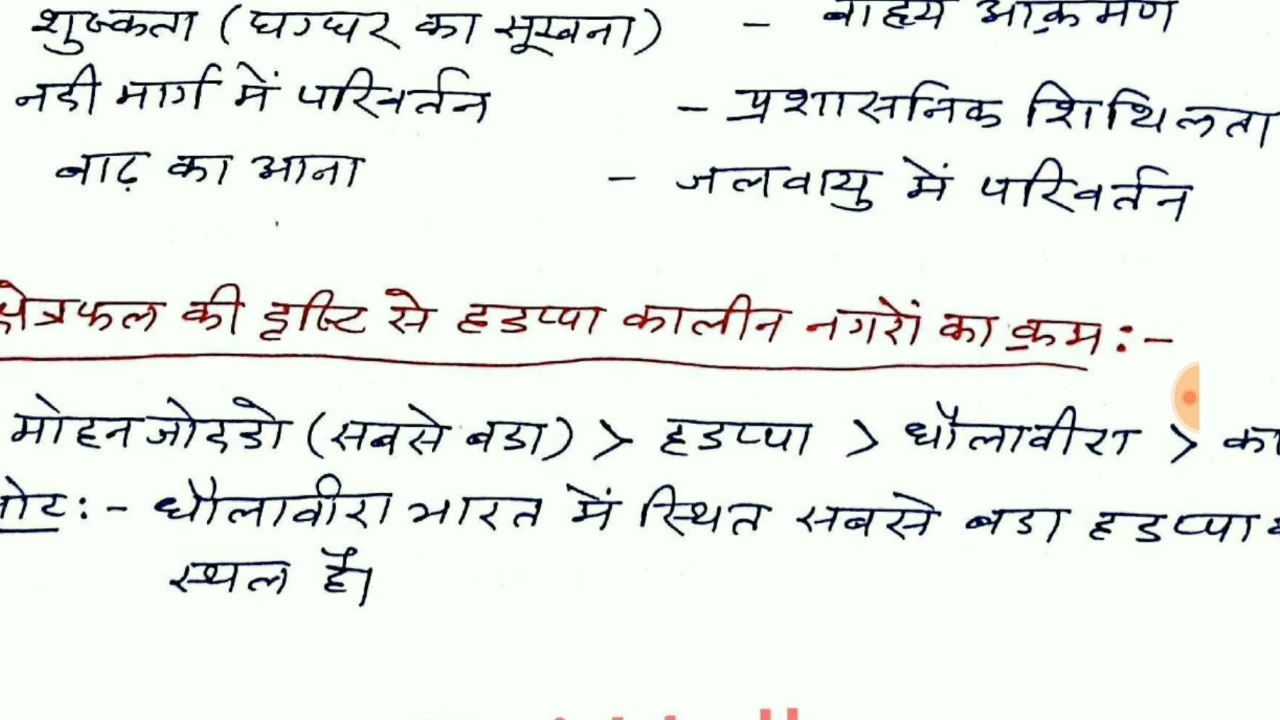 शुष्कता (घग्घर का सूखना) - बाह्य आक्रमण
नदी मार्ग में परिवर्तन - प्रशासनिक शिथिलता
बाढ़ का आना - जलवायु में परिवर्तन
क्षेत्रफल की दृष्टि से हडप्पा कालीन नगरों का क्रम :-
मोहनजोदडो (सबसे बडा) > हडप्पा > धौलावीरा >
नोट :- धौलावीरा भारत में स्थित सबसे बडा हडप्पा
स्थल है।